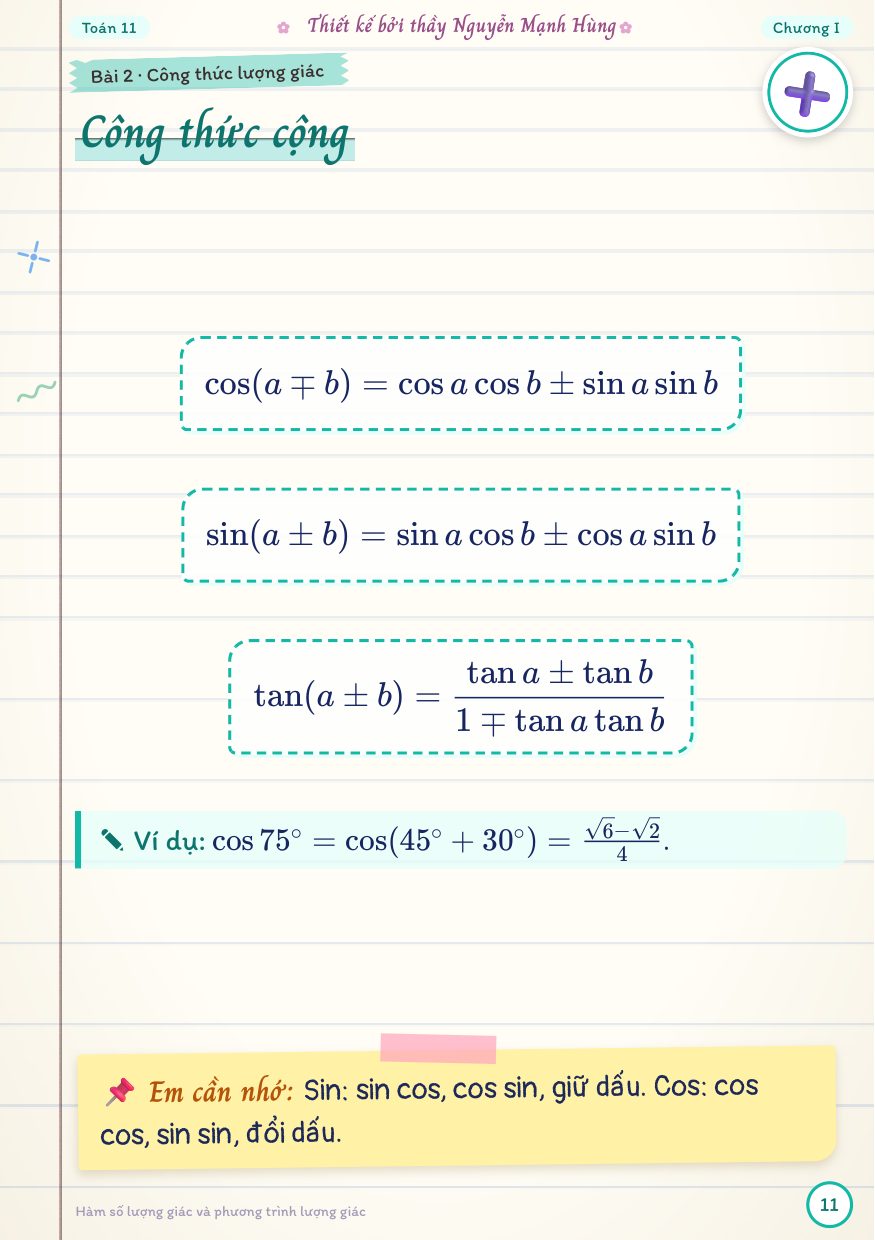 Toán 11
Thiết kế bởi thầy Nguyễn Mạnh Hùng
Chương I
Bài 2 · Công thức lượng giác
Công thức cộng
cos(a ∓ b) = cos a cos b ± sin a sin b
sin(a ± b) = sin a cos b ± cos a sin b
tan(a ± b) = \frac{tan a ± tan b}{1 ∓ tan a tan b}
Ví dụ: cos 75° = cos(45° + 30°) = \frac{√6−√2}{4}.
Em cần nhớ: Sin: sin cos, cos sin, giữ dấu. Cos: cos
cos, sin sin, đổi dấu.
Hàm số lượng giác và phương trình lượng giác
11